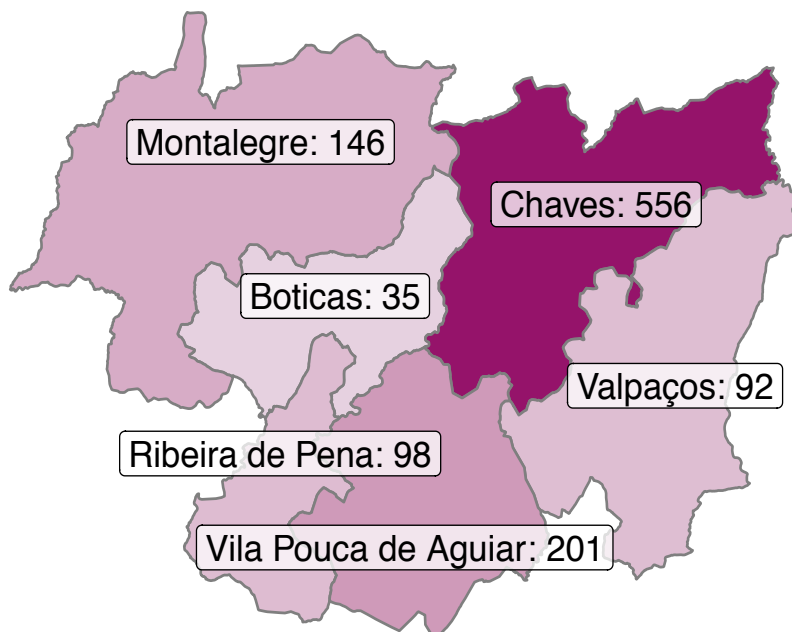 Montalegre: 146
Chaves: 556
Boticas: 35
Valpaços: 92
Ribeira de Pena: 98
Vila Pouca de Aguiar: 201